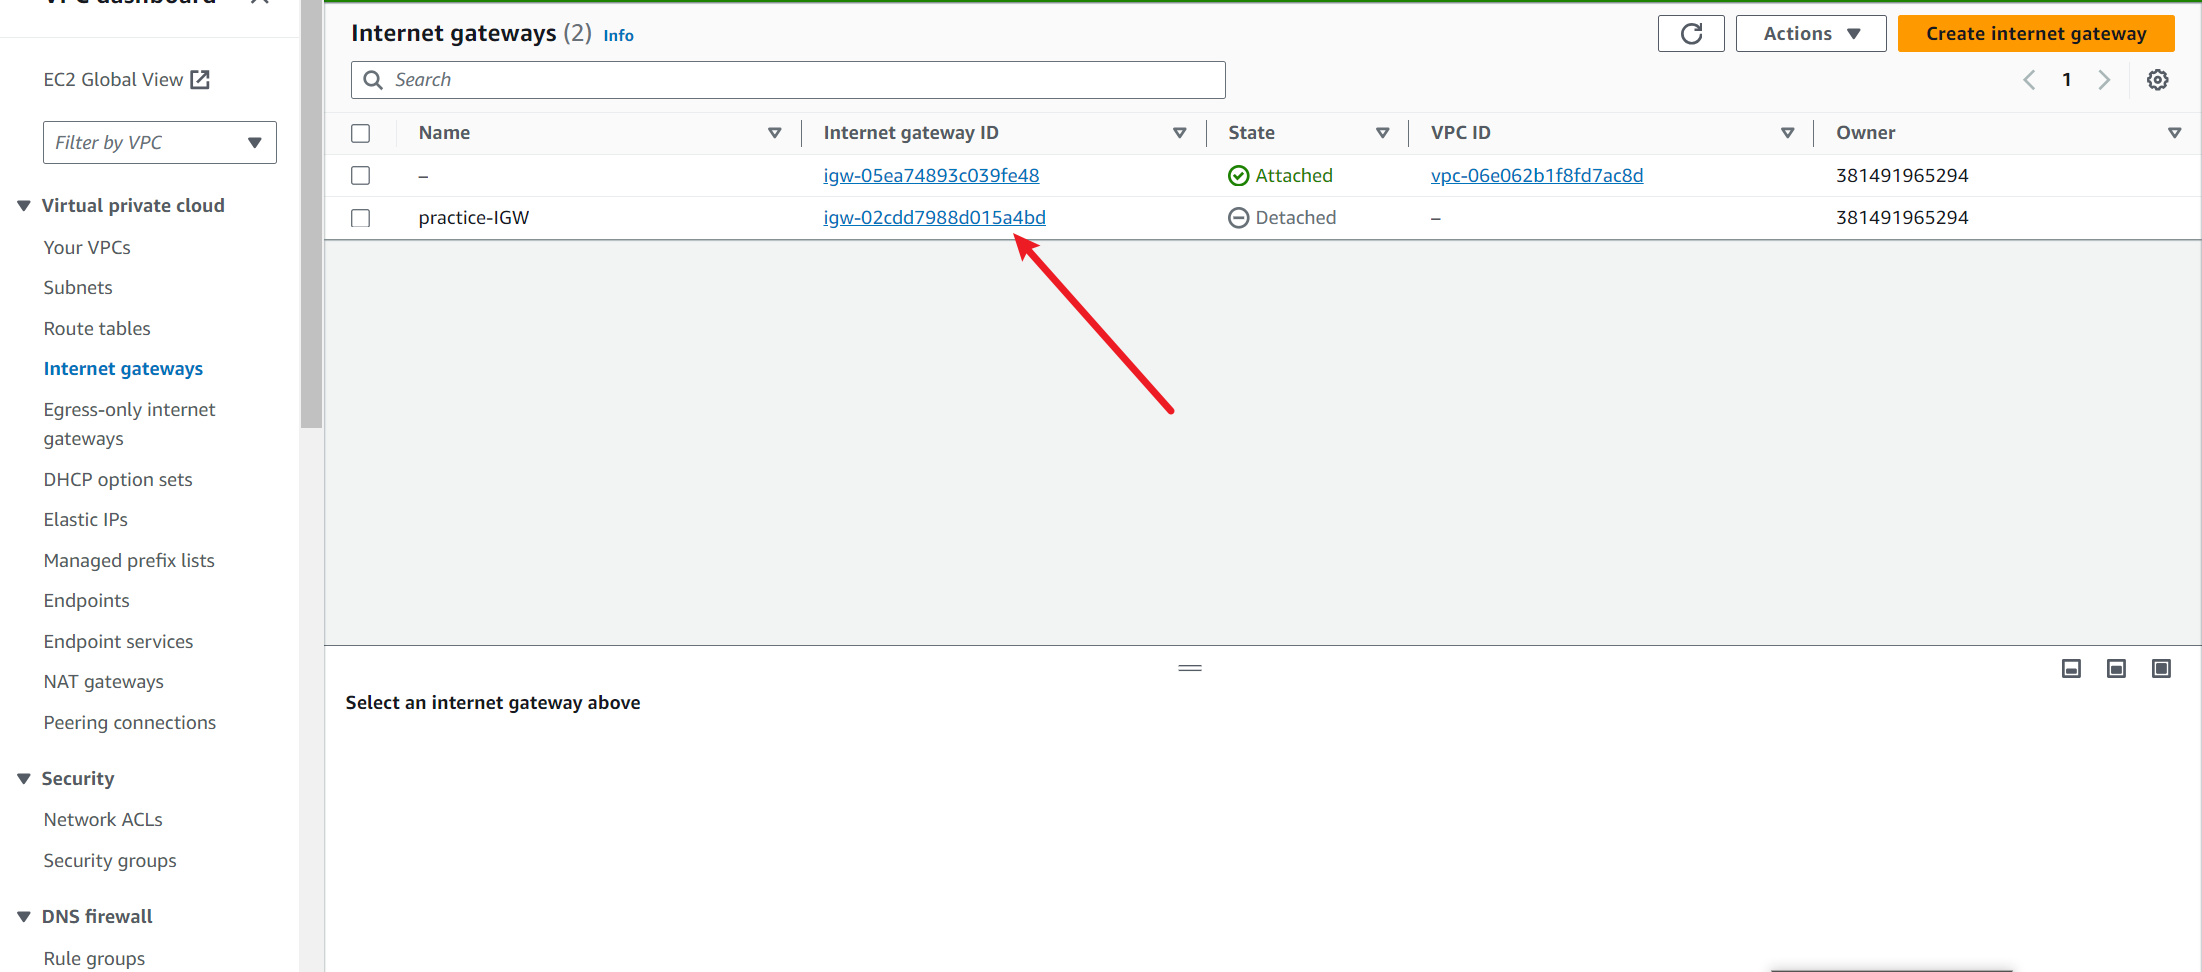 VPC dashboard
EC2 Global View
Filter by VPC
Virtual private cloud
Your VPCs
Subnets
Route tables
Internet gateways
Egress-only internet
gateways
DHCP option sets
Elastic IPs
Managed prefix lists
Endpoints
Endpoint services
NAT gateways
Peering connections
Security
Network ACLs
Security groups
DNS firewall
Rule groups
Internet gateways (2) Info
Actions
Create internet gateway
Search
1
Name Internet gateway ID State VPC ID Owner
– igw-05ea74893c039fe48 Attached vpc-06e062b1f8fd7ac8d 381491965294
practice-IGW igw-02cdd7988d015a4bd Detached – 381491965294
Select an internet gateway above